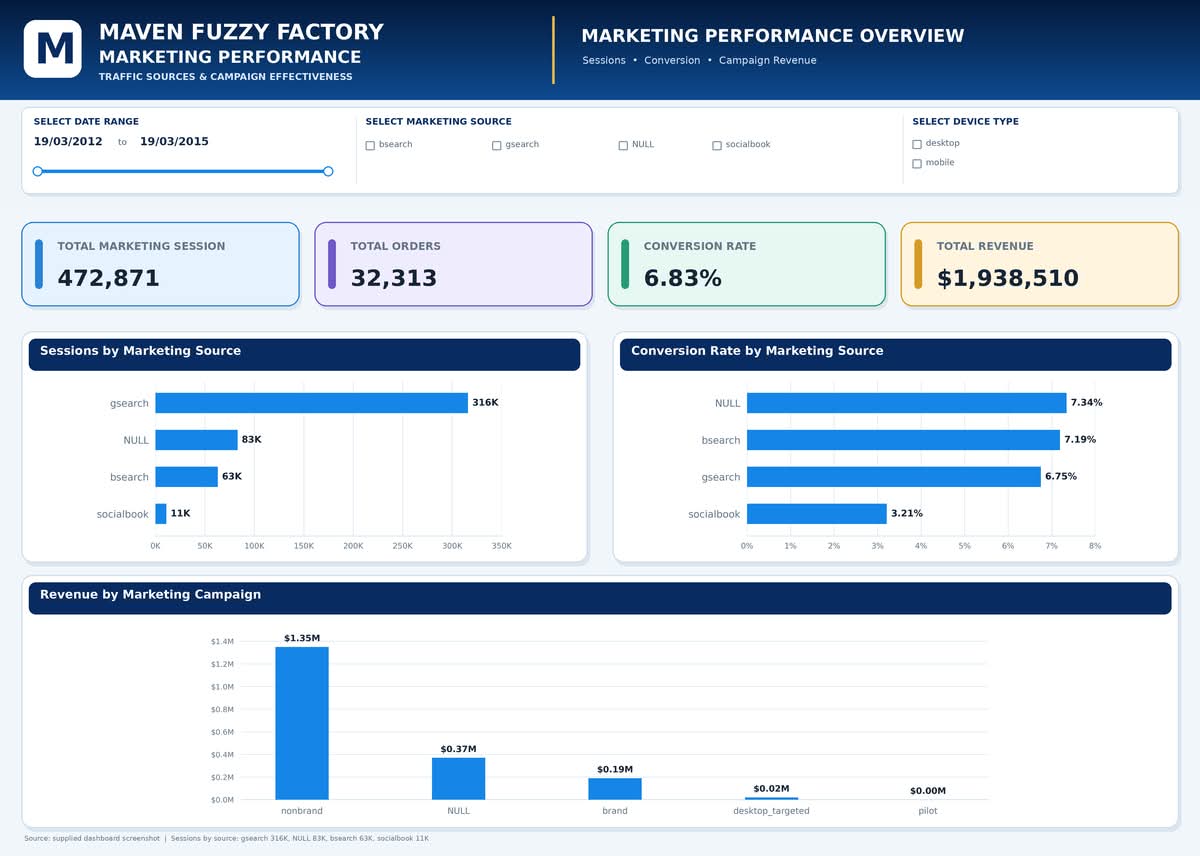 M
MAVEN FUZZY FACTORY
MARKETING PERFORMANCE
TRAFFIC SOURCES & CAMPAIGN EFFECTIVENESS
MARKETING PERFORMANCE OVERVIEW
Sessions • Conversion • Campaign Revenue
SELECT DATE RANGE
19/03/2012 to 19/03/2015
SELECT MARKETING SOURCE
bsearch gsearch NULL socialbook
SELECT DEVICE TYPE
desktop
mobile
TOTAL MARKETING SESSION
472,871
TOTAL ORDERS
32,313
CONVERSION RATE
6.83%
TOTAL REVENUE
$1,938,510
Sessions by Marketing Source
gsearch 316K
NULL 83K
bsearch 63K
socialbook 11K
0K 50K 100K 150K 200K 250K 300K 350K
Conversion Rate by Marketing Source
NULL 7.34%
bsearch 7.19%
gsearch 6.75%
socialbook 3.21%
0% 1% 2% 3% 4% 5% 6% 7% 8%
Revenue by Marketing Campaign
$1.4M
$1.2M
$1.0M
$0.8M
$0.6M
$0.4M
$0.2M
$0.0M
$1.35M
$0.37M
$0.19M
$0.02M
$0.00M
nonbrand NULL brand desktop_targeted pilot
Source: supplied dashboard screenshot | Sessions by source: gsearch 316K, NULL 83K, bsearch 63K, socialbook 11K